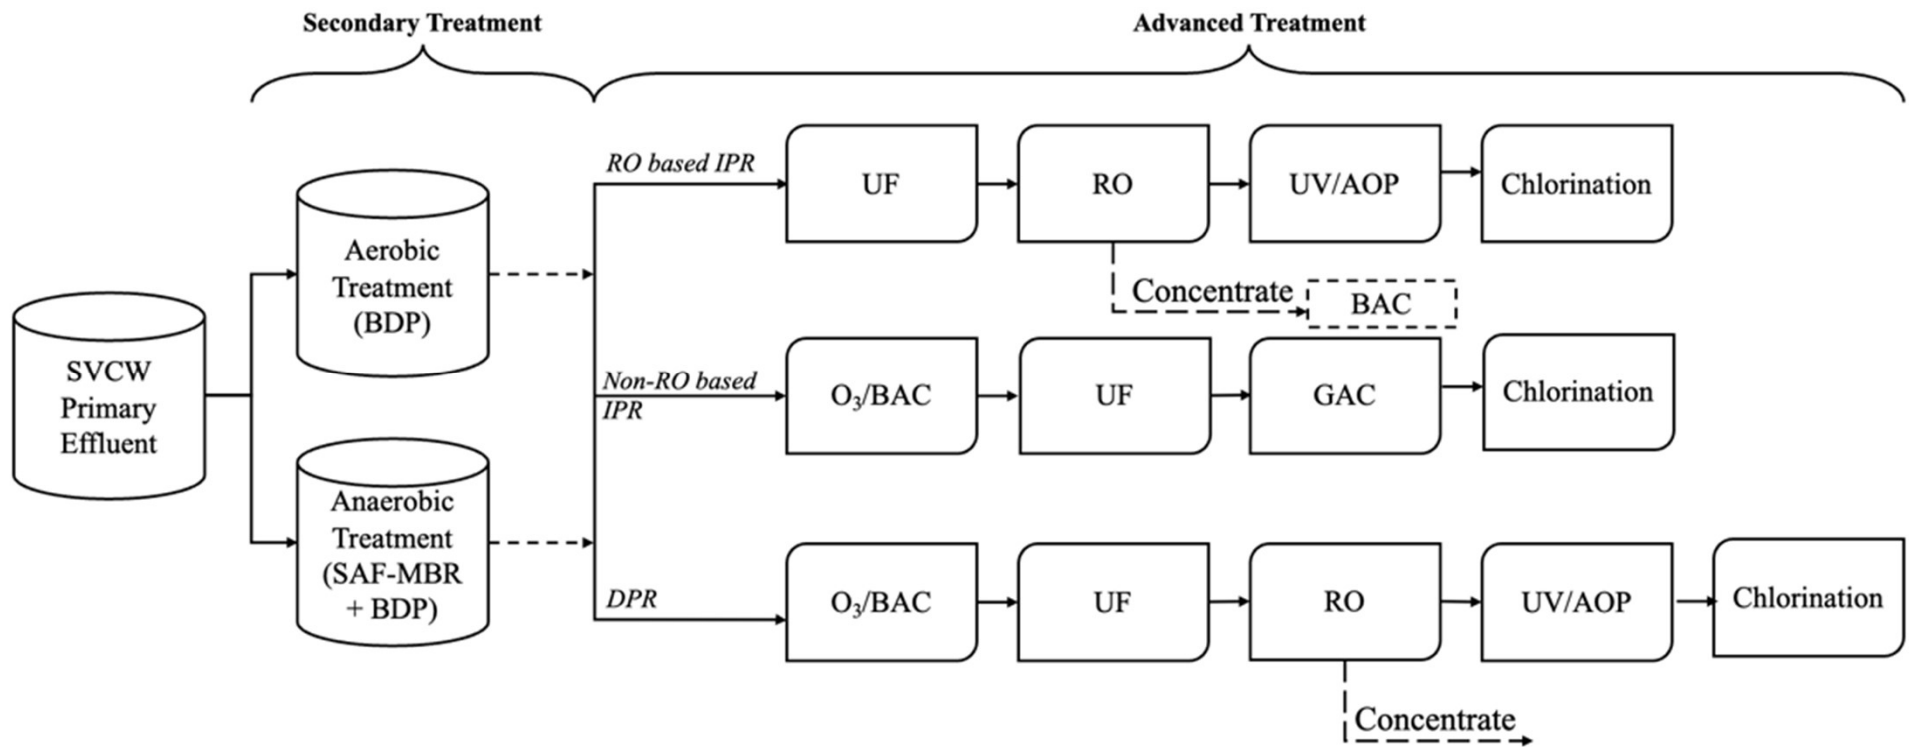 Secondary Treatment
Advanced Treatment
SVCW
Primary
Effluent
Aerobic
Treatment
(BDP)
Anaerobic
Treatment
(SAF-MBR
+ BDP)
RO based IPR
UF
RO
UV/AOP
Chlorination
Concentrate
BAC
Non-RO based
IPR
O₃/BAC
UF
GAC
Chlorination
DPR
O₃/BAC
UF
RO
UV/AOP
Chlorination
Concentrate